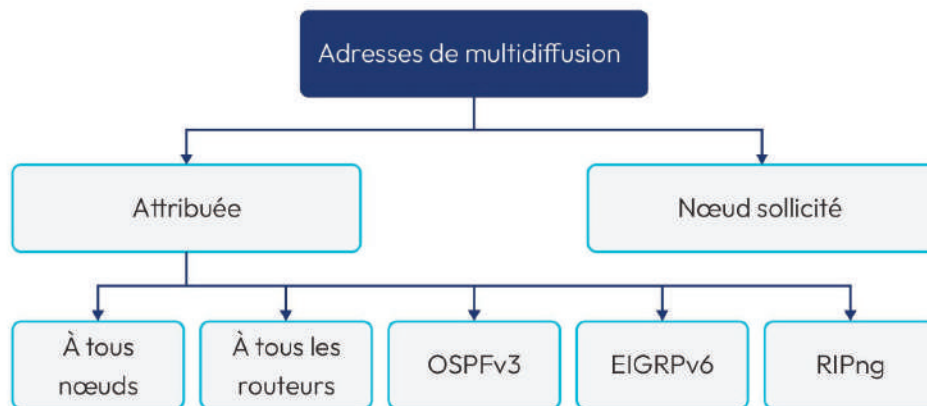 Adresses de multidiffusion
Attribuée
Nœud sollicité
À tous
nœuds
À tous les
routeurs
OSPFv3
EIGRPv6
RIPng